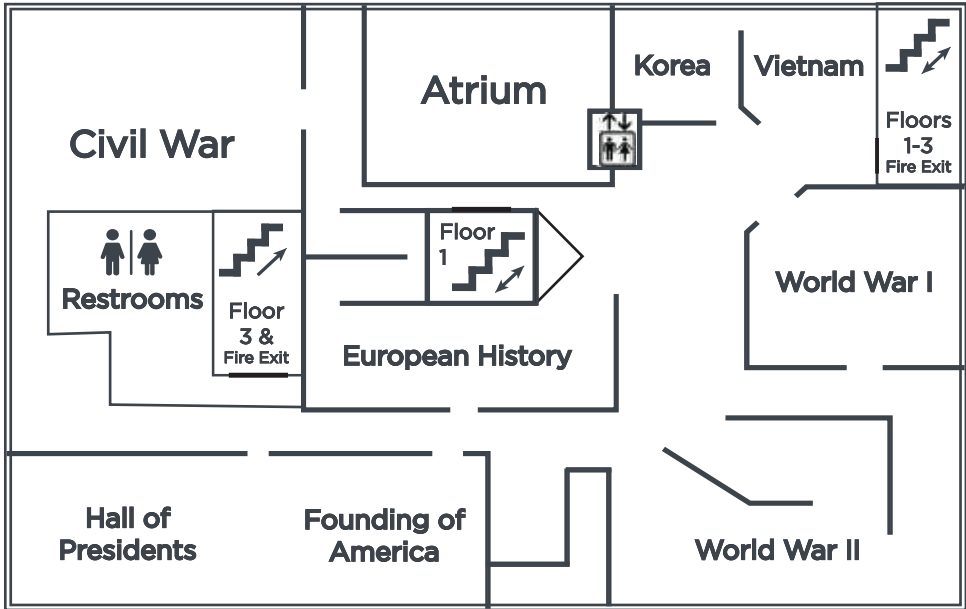 Korea
Vietnam
Atrium
Floors
1-3
Fire Exit
Civil War
Floor
1
World War I
Restrooms
Floor
3 &
Fire Exit
European History
Hall of
Presidents
Founding of
America
World War II